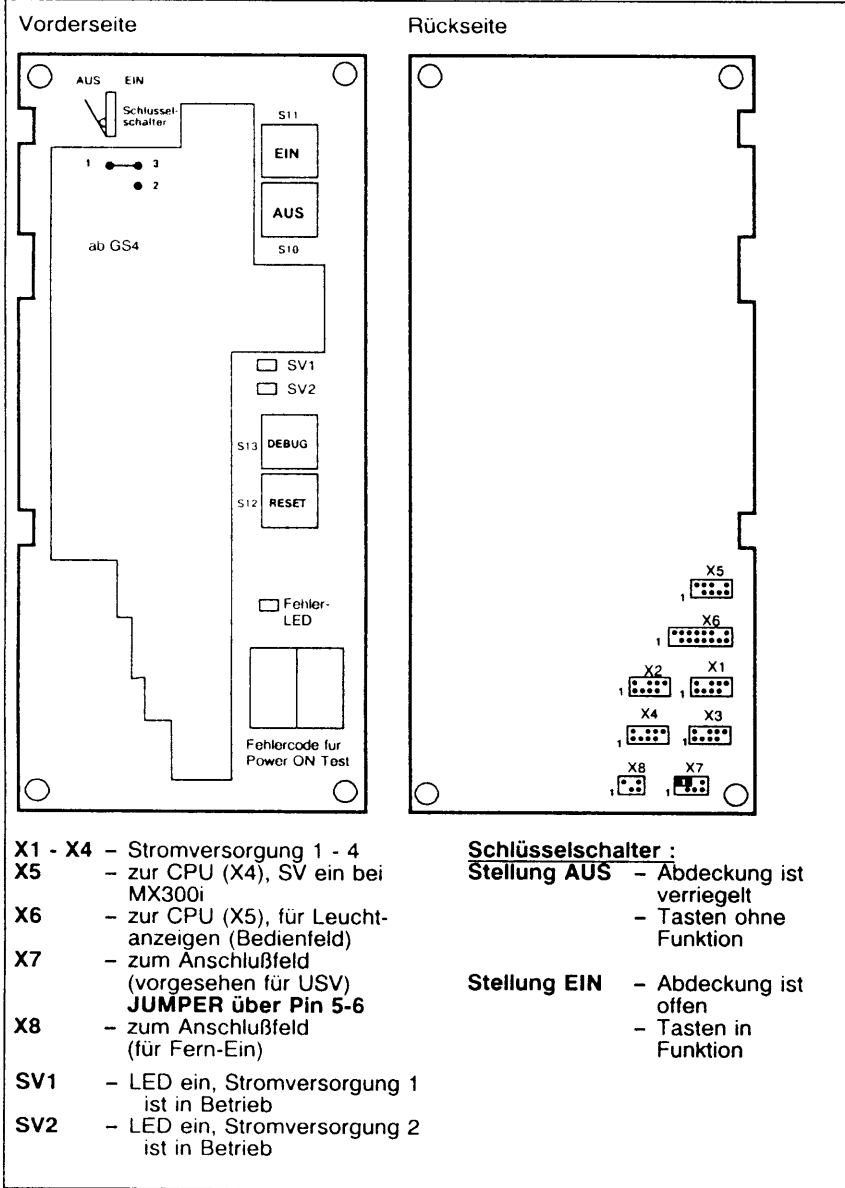 Vorderseite
Rückseite
AUS EIN
Schlussel-
schalter
S11
EIN
1 3
2
AUS
S10
ab GS4
SV1
SV2
S13 DEBUG
S12 RESET
Fehler-
LED
Fehlercode fur
Power ON Test
X5
1
X6
1
X2 X1
1 1
X4 X3
1 1
X8 X7
1 1
X1 - X4 – Stromversorgung 1 - 4
X5 – zur CPU (X4), SV ein bei
MX300i
X6 – zur CPU (X5), für Leucht-
anzeigen (Bedienfeld)
X7 – zum Anschlußfeld
(vorgesehen für USV)
JUMPER über Pin 5-6
X8 – zum Anschlußfeld
(für Fern-Ein)
SV1 – LED ein, Stromversorgung 1
ist in Betrieb
SV2 – LED ein, Stromversorgung 2
ist in Betrieb
Schlüsselschalter :
Stellung AUS – Abdeckung ist
verriegelt
– Tasten ohne
Funktion
Stellung EIN – Abdeckung ist
offen
– Tasten in
Funktion